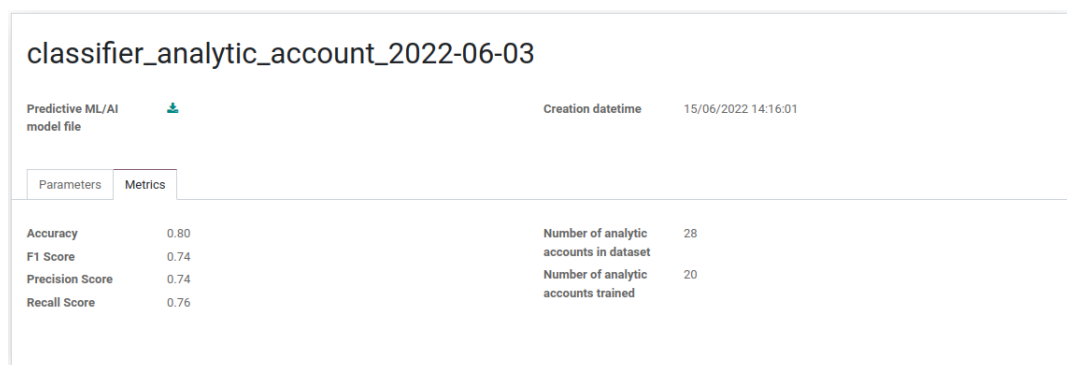 classifier_analytic_account_2022-06-03
Predictive ML/AI
model file
Creation datetime 15/06/2022 14:16:01
Parameters Metrics
Accuracy 0.80
F1 Score 0.74
Precision Score 0.74
Recall Score 0.76
Number of analytic
accounts in dataset 28
Number of analytic
accounts trained 20